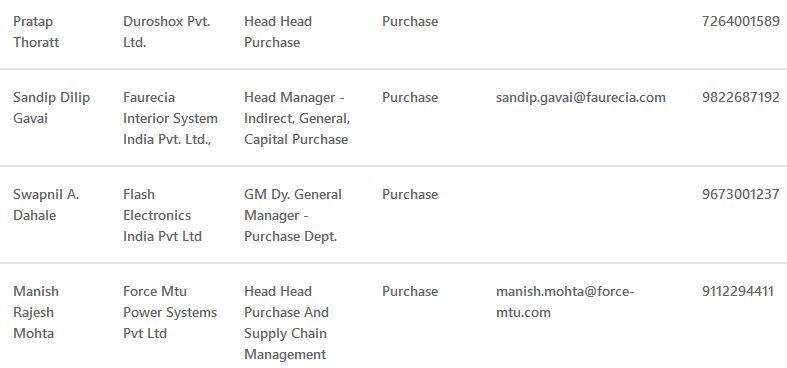 Pratap Thoratt Duroshox Pvt. Ltd. Head Head Purchase Purchase 7264001589
Sandip Dilip Gavai Faurecia Interior System India Pvt. Ltd., Head Manager - Indirect, General, Capital Purchase Purchase sandip.gavai@faurecia.com 9822687192
Swapnil A. Dahale Flash Electronics India Pvt Ltd GM Dy. General Manager - Purchase Dept. Purchase 9673001237
Manish Rajesh Mohta Force Mtu Power Systems Pvt Ltd Head Head Purchase And Supply Chain Management Purchase manish.mohta@force-mtu.com 9112294411